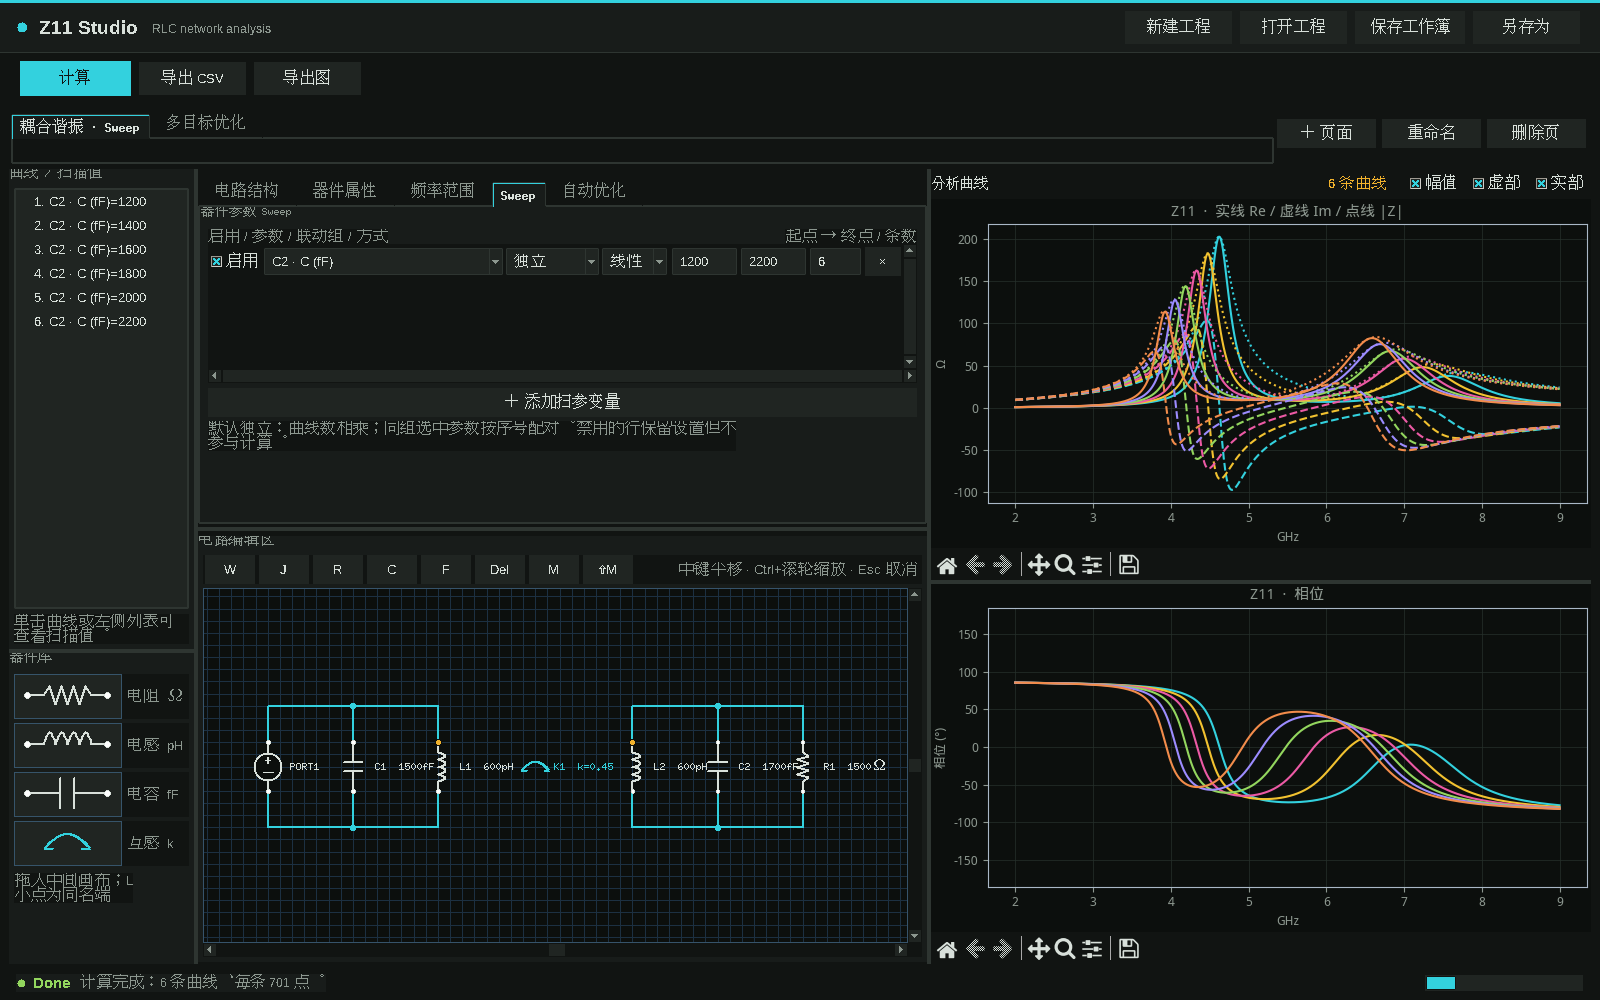 Z11 Studio RLC network analysis 新建工程 打开工程 保存工作簿 另存为
计算 导出 CSV 导出图
耦合谐振 · Sweep 多目标优化 ＋ 页面 重命名 删除页
曲线 / 扫描值
1. C2 · C (fF)=1200
2. C2 · C (fF)=1400
3. C2 · C (fF)=1600
4. C2 · C (fF)=1800
5. C2 · C (fF)=2000
6. C2 · C (fF)=2200
单击曲线或左侧列表可
查看扫描值。
器件库
电阻 Ω
电感 pH
电容 fF
互感 k
拖入中间画布；L
小点为同名端
电路结构 器件属性 频率范围 Sweep 自动优化
器件参数 Sweep
启用 / 参数 / 联动组 / 方式 起点 → 终点 / 条数
启用 C2 · C (fF) 独立 线性 1200 2200 6 ×
＋ 添加扫参变量
默认独立：曲线数相乘；同组选中参数按序号配对。禁用的行保留设置但不
参与计算。
电路编辑区
W J R C F Del M ⇧M 中键平移 · Ctrl+滚轮缩放 · Esc 取消
PORT1 C1 1500fF L1 600pH K1 k=0.45 L2 600pH C2 1700fF R1 1500Ω
分析曲线 6 条曲线 幅值 虚部 实部
Z11 · 实线 Re / 虚线 Im / 点线 |Z|
200
150
100
50
0
-50
-100
Ω
2 3 4 5 6 7 8 9
GHz
Z11 · 相位
150
100
50
0
-50
-100
-150
相位 (°)
2 3 4 5 6 7 8 9
GHz
Done 计算完成：6 条曲线，每条 701 点。